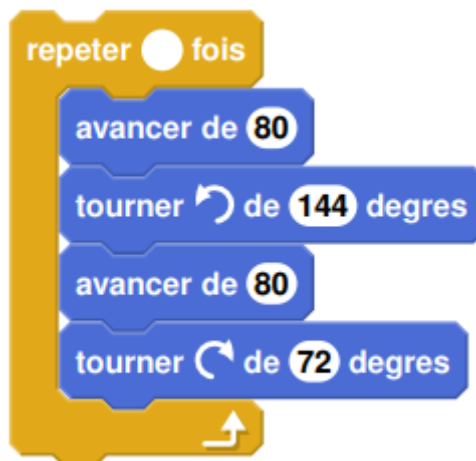 repeter fois
avancer de 80
tourner de 144 degres
avancer de 80
tourner de 72 degres